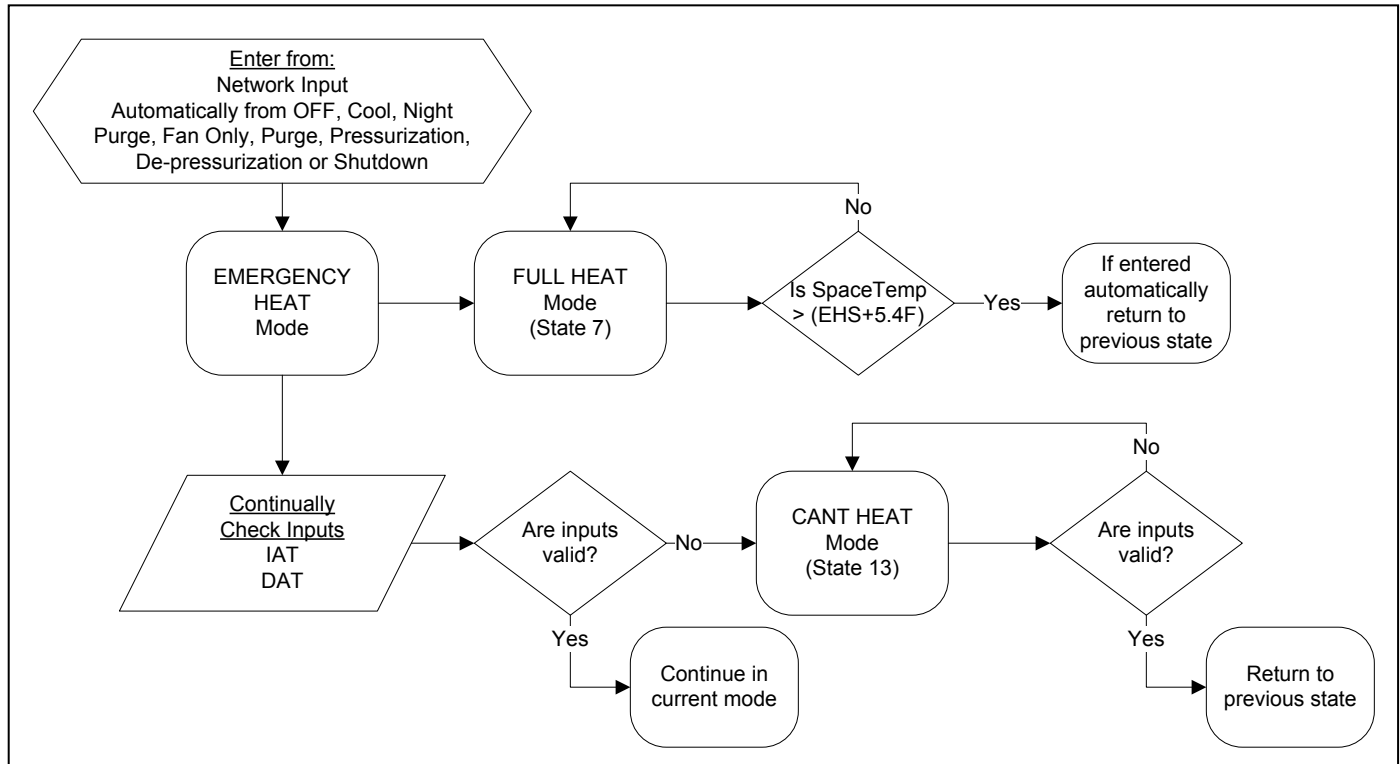 Enter from:
Network Input
Automatically from OFF, Cool, Night
Purge, Fan Only, Purge, Pressurization,
De-pressurization or Shutdown
EMERGENCY
HEAT
Mode
FULL HEAT
Mode
(State 7)
No
Is SpaceTemp
> (EHS+5.4F)
Yes
If entered
automatically
return to
previous state
Continually
Check Inputs
IAT
DAT
Are inputs
valid?
No
Yes
Continue in
current mode
CANT HEAT
Mode
(State 13)
No
Are inputs
valid?
Yes
Return to
previous state